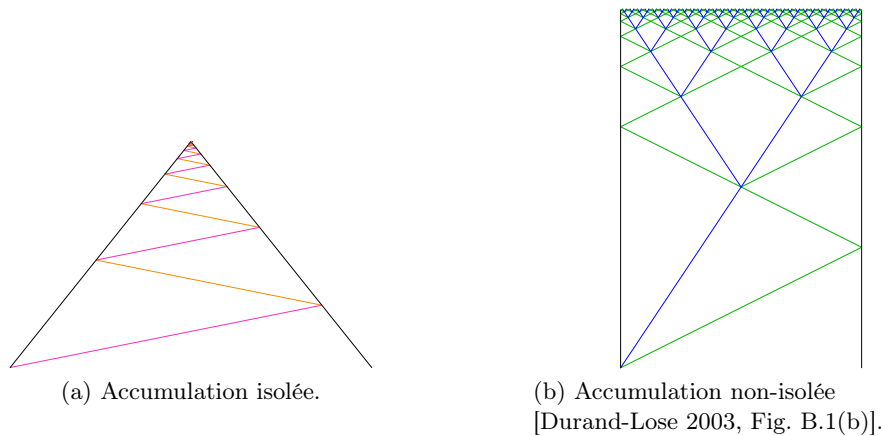 (a) Accumulation isolée.
(b) Accumulation non-isolée
[Durand-Lose 2003, Fig. B.1(b)].